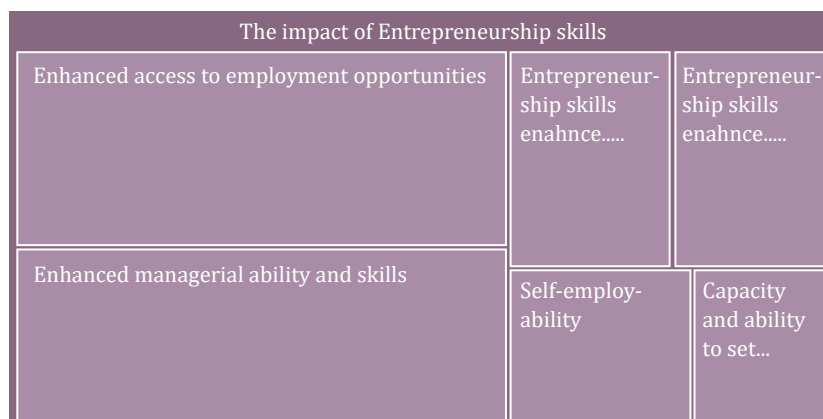 The impact of Entrepreneurship skills
Enhanced access to employment opportunities
Enhanced managerial ability and skills
Entrepreneur-
ship skills
enahnce.....
Entrepreneur-
ship skills
enahnce.....
Self-employ-
ability
Capacity
and ability
to set...